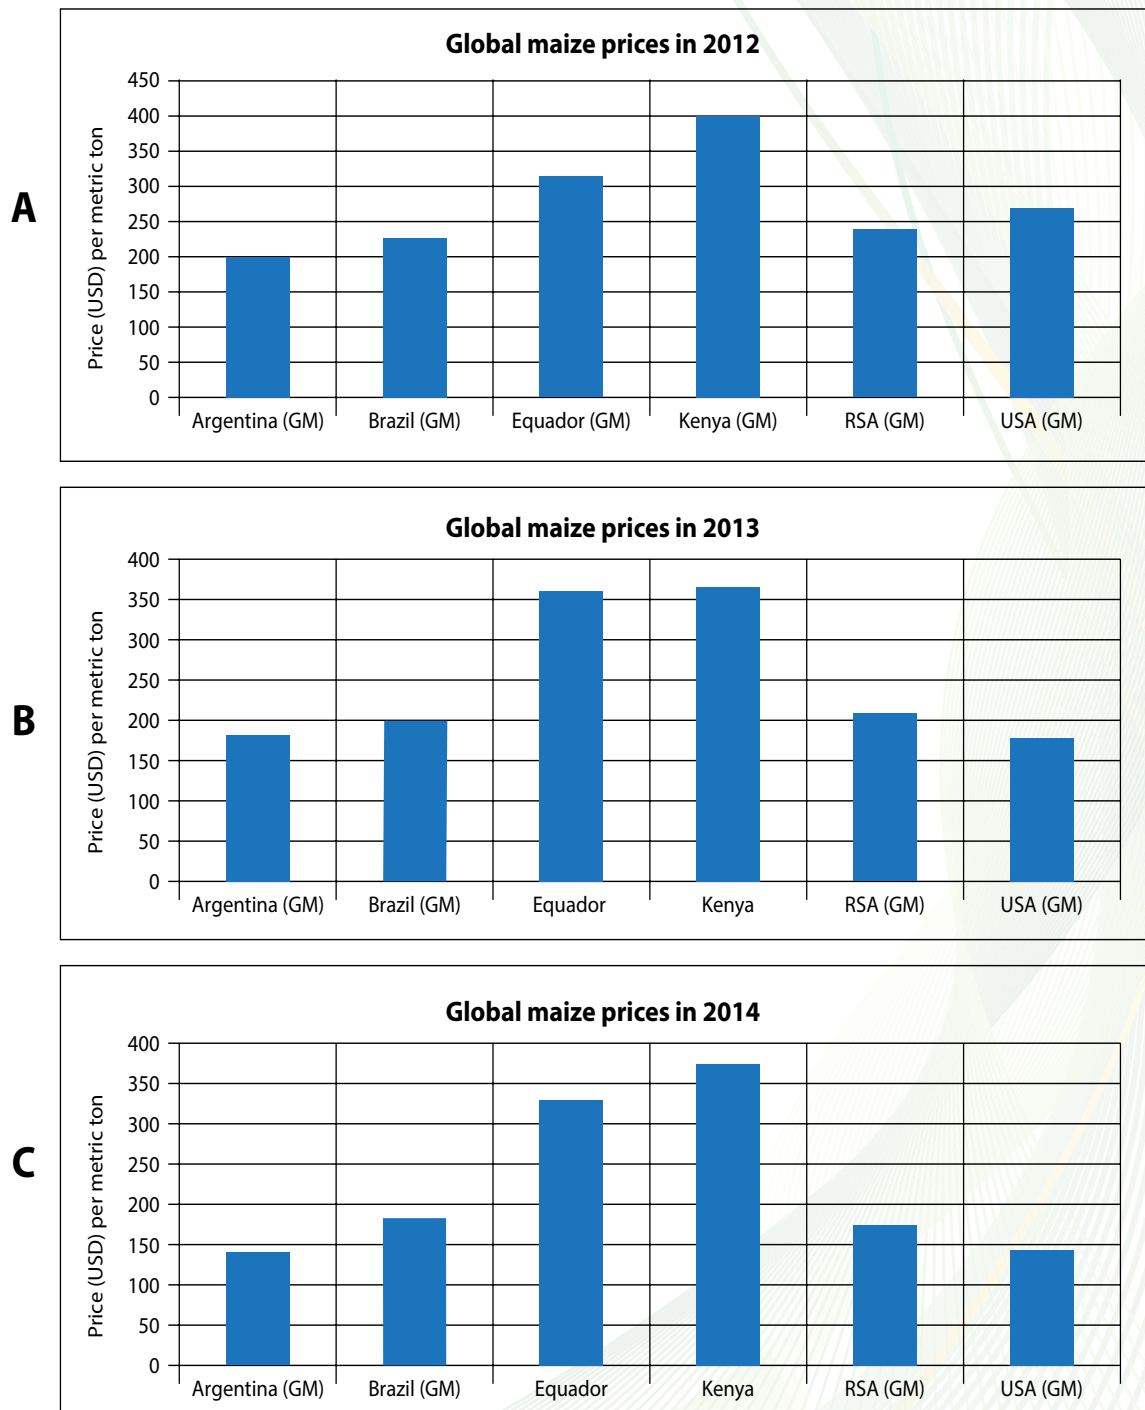 A
Global maize prices in 2012
Price (USD) per metric ton
450
400
350
300
250
200
150
100
50
0
Argentina (GM) Brazil (GM) Equador (GM) Kenya (GM) RSA (GM) USA (GM)
B
Global maize prices in 2013
Price (USD) per metric ton
400
350
300
250
200
150
100
50
0
Argentina (GM) Brazil (GM) Equador Kenya RSA (GM) USA (GM)
C
Global maize prices in 2014
Price (USD) per metric ton
400
350
300
250
200
150
100
50
0
Argentina (GM) Brazil (GM) Equador Kenya RSA (GM) USA (GM)